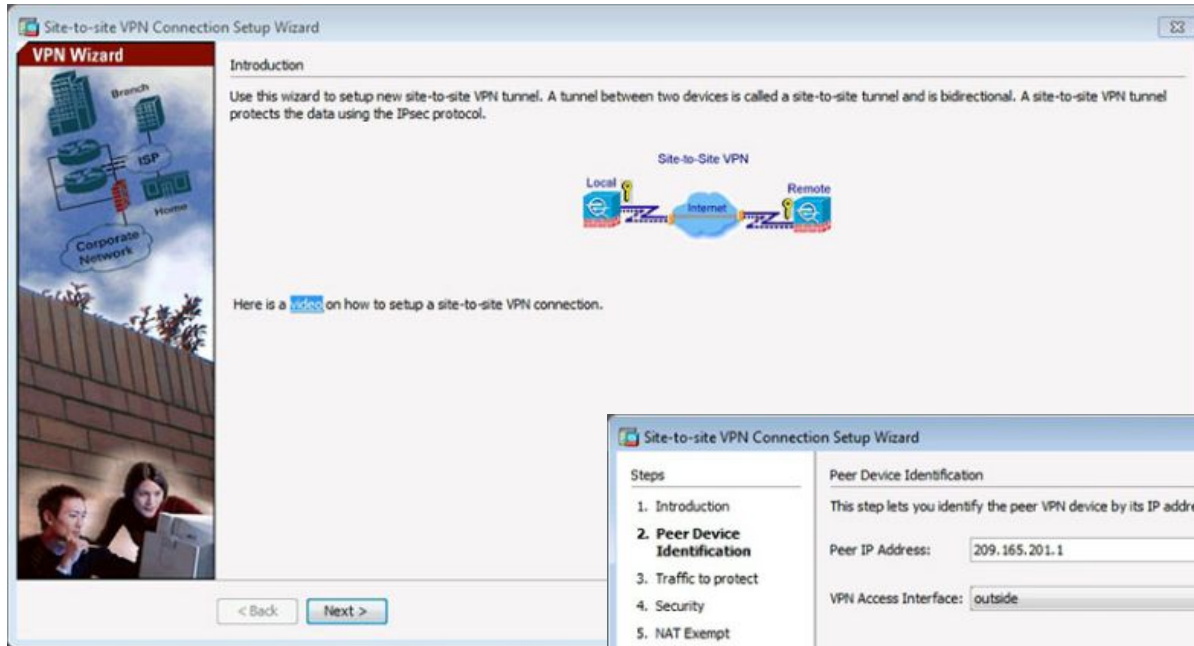 Site-to-site VPN Connection Setup Wizard
VPN Wizard
Branch
ISP
Home
Corporate
Network
Introduction
Use this wizard to setup new site-to-site VPN tunnel. A tunnel between two devices is called a site-to-site tunnel and is bidirectional. A site-to-site VPN tunnel
protects the data using the IPsec protocol.
Site-to-Site VPN
Local
Internet
Remote
Here is a video on how to setup a site-to-site VPN connection.
< Back
Next >
Site-to-site VPN Connection Setup Wizard
Steps
1. Introduction
2. Peer Device
Identification
3. Traffic to protect
4. Security
5. NAT Exempt
Peer Device Identification
This step lets you identify the peer VPN device by its IP addre
Peer IP Address: 209.165.201.1
VPN Access Interface: outside